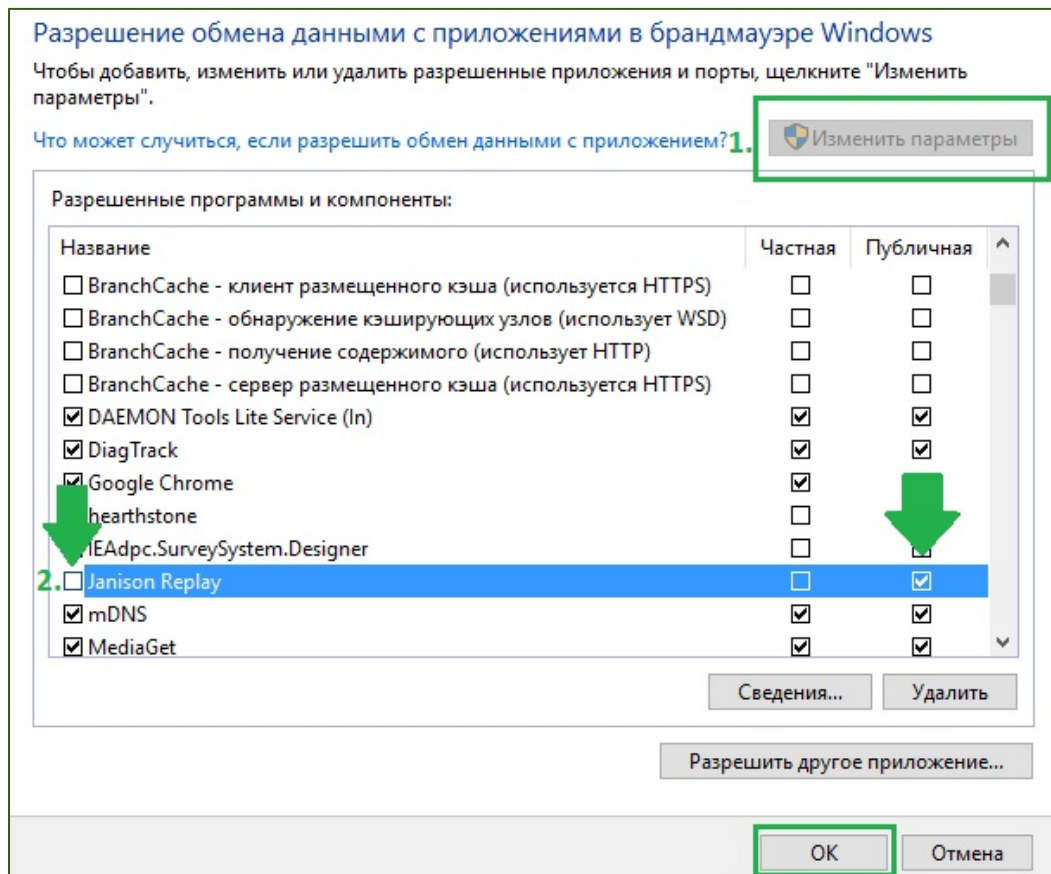 Разрешение обмена данными с приложениями в брандмауэре Windows
Чтобы добавить, изменить или удалить разрешенные приложения и порты, щелкните "Изменить
параметры".
Что может случиться, если разрешить обмен данными с приложением? 1. Изменить параметры
Разрешенные программы и компоненты:
Название Частная Публичная
BranchCache - клиент размещенного кэша (используется HTTPS)
BranchCache - обнаружение кэширующих узлов (использует WSD)
BranchCache - получение содержимого (использует HTTP)
BranchCache - сервер размещенного кэша (используется HTTPS)
DAEMON Tools Lite Service (In)
DiagTrack
Google Chrome
hearthstone
IEAdpc.SurveySystem.Designer
2. Janison Replay
mDNS
MediaGet
Сведения... Удалить
Разрешить другое приложение...
OK Отмена